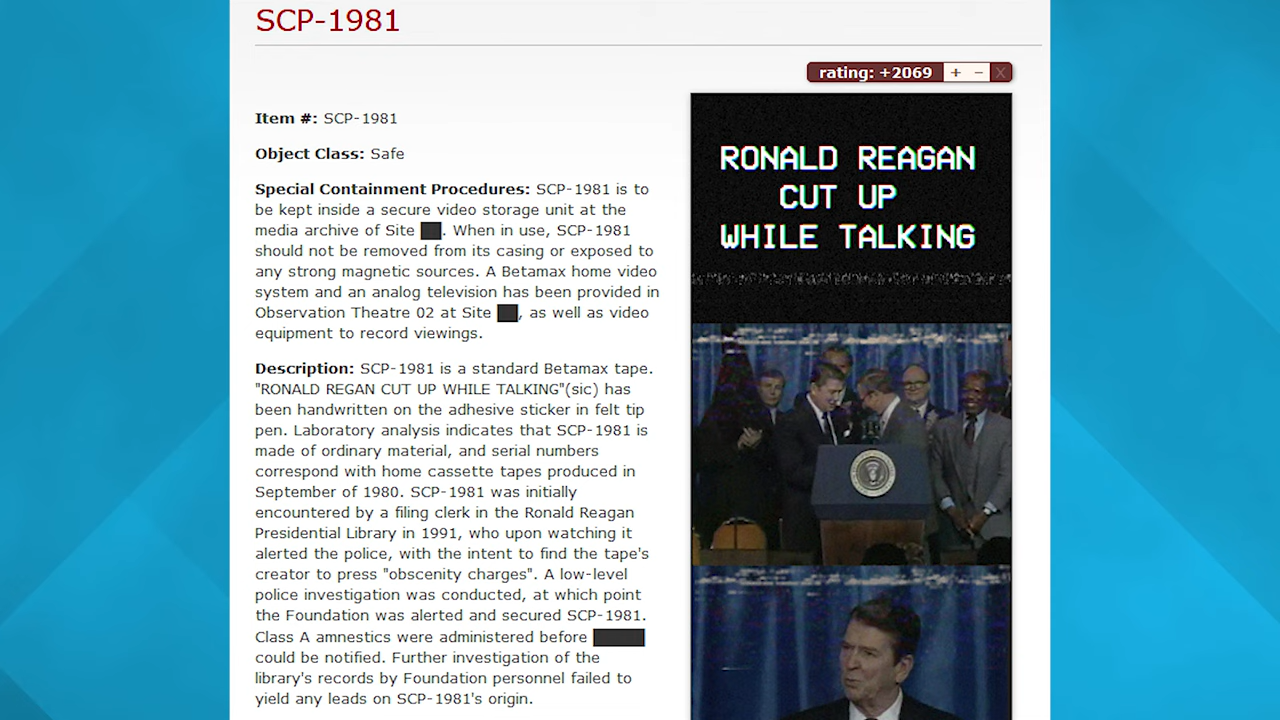 SCP-1981
rating: +2069 + − X
Item #: SCP-1981
Object Class: Safe
Special Containment Procedures: SCP-1981 is to
be kept inside a secure video storage unit at the
media archive of Site ██. When in use, SCP-1981
should not be removed from its casing or exposed to
any strong magnetic sources. A Betamax home video
system and an analog television has been provided in
Observation Theatre 02 at Site ██, as well as video
equipment to record viewings.
Description: SCP-1981 is a standard Betamax tape.
"RONALD REGAN CUT UP WHILE TALKING"(sic) has
been handwritten on the adhesive sticker in felt tip
pen. Laboratory analysis indicates that SCP-1981 is
made of ordinary material, and serial numbers
correspond with home cassette tapes produced in
September of 1980. SCP-1981 was initially
encountered by a filing clerk in the Ronald Reagan
Presidential Library in 1991, who upon watching it
alerted the police, with the intent to find the tape's
creator to press "obscenity charges". A low-level
police investigation was conducted, at which point
the Foundation was alerted and secured SCP-1981.
Class A amnestics were administered before █████
could be notified. Further investigation of the
library's records by Foundation personnel failed to
yield any leads on SCP-1981's origin.
RONALD REAGAN
CUT UP
WHILE TALKING